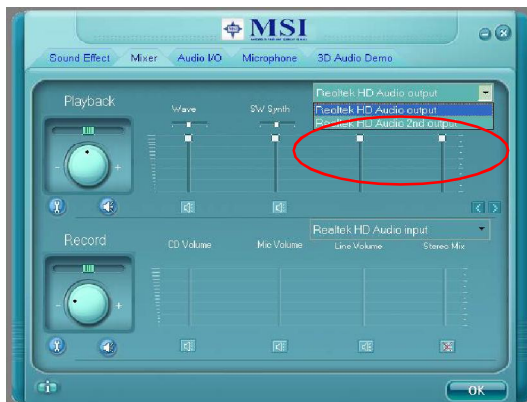 MSI
Sound Effect
Mixer
Audio I/O
Microphone
3D Audio Demo
Playback
Realtek HD Audio output
Realtek HD Audio output
Realtek HD Audio 2nd output
Wave
SW Synth
Record
Realtek HD Audio input
CD Volume
Mic Volume
Line Volume
Stereo Mix
OK